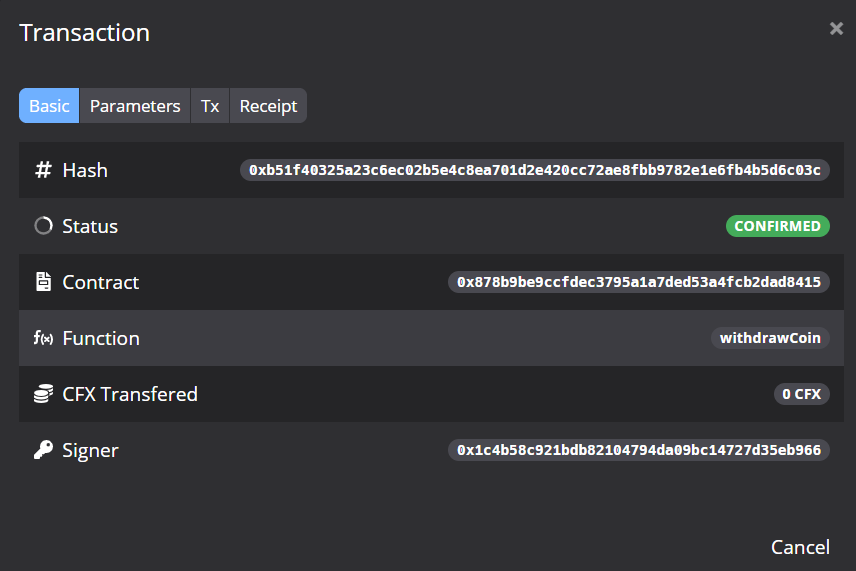 Transaction
Basic Parameters Tx Receipt
Hash 0xb51f40325a23c6ec02b5e4c8ea701d2e420cc72ae8fbb9782e1e6fb4b5d6c03c
Status CONFIRMED
Contract 0x878b9be9ccfdec3795a1a7ded53a4fcb2dad8415
Function withdrawCoin
CFX Transfered 0 CFX
Signer 0x1c4b58c921bdb82104794da09bc14727d35eb966
Cancel